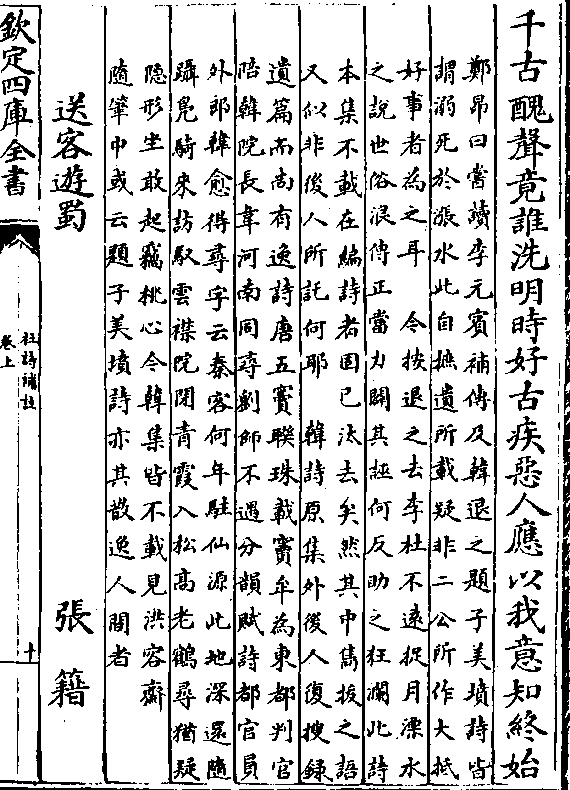 千古醜聲竟誰洗明時好古疾惡人應以我意知終始
鄭昂曰嘗讀李元賓補傳及韓退之題子美墳詩皆
謂溺死於漲水此自摭遺所載疑非二公所作大抵
好事者為之耳　今按退之去李杜不遠捉月漂水
之說世俗浪傳正當力闢其誣何反助之狂瀾此詩
本集不載在編詩者固已汰去矣然其中雋拔之語
又似非後人所託何耶　韓詩原集外後人復搜録
遺篇而尚有逸詩唐五竇聯珠載竇牟為東都判官
陪韓院長韋河南同尋劉師不遇分韻賦詩都官員
外郎韓愈得尋字云秦客何年駐仙源此地深還隨
躡鳧騎來訪馭雲襟院閉青霞入松高老鶴尋猶疑
隱形坐敢起竊桃心今韓集皆不載見洪容齋
隨筆中或云題子美墳詩亦其散逸人間者
送客遊蜀　張籍
欽定四庫全書
杜詩攟
卷上
十